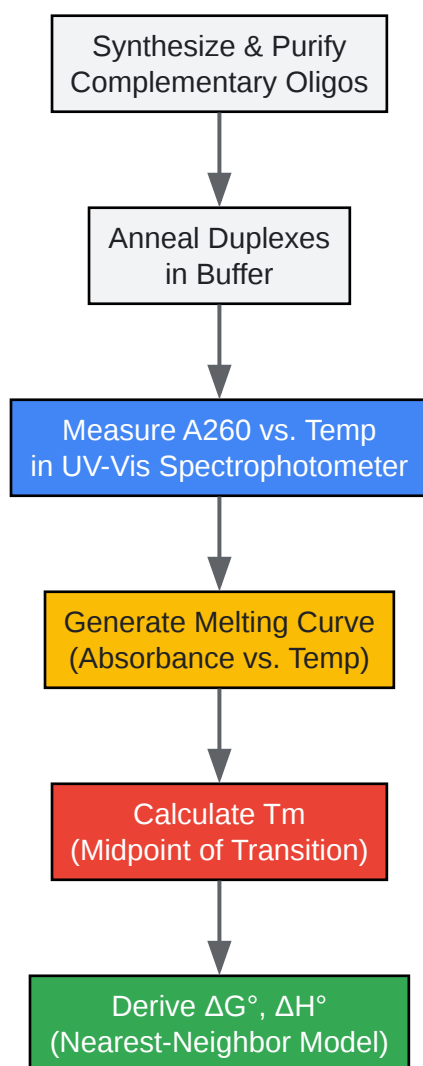 Synthesize & Purify
Complementary Oligos
Anneal Duplexes
in Buffer
Measure A260 vs. Temp
in UV-Vis Spectrophotometer
Generate Melting Curve
(Absorbance vs. Temp)
Calculate Tm
(Midpoint of Transition)
Derive ΔG°, ΔH°
(Nearest-Neighbor Model)